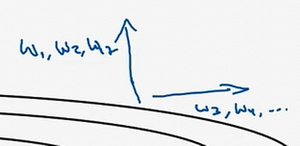 w₁, w₂, w₇
w₃, w₄, ...